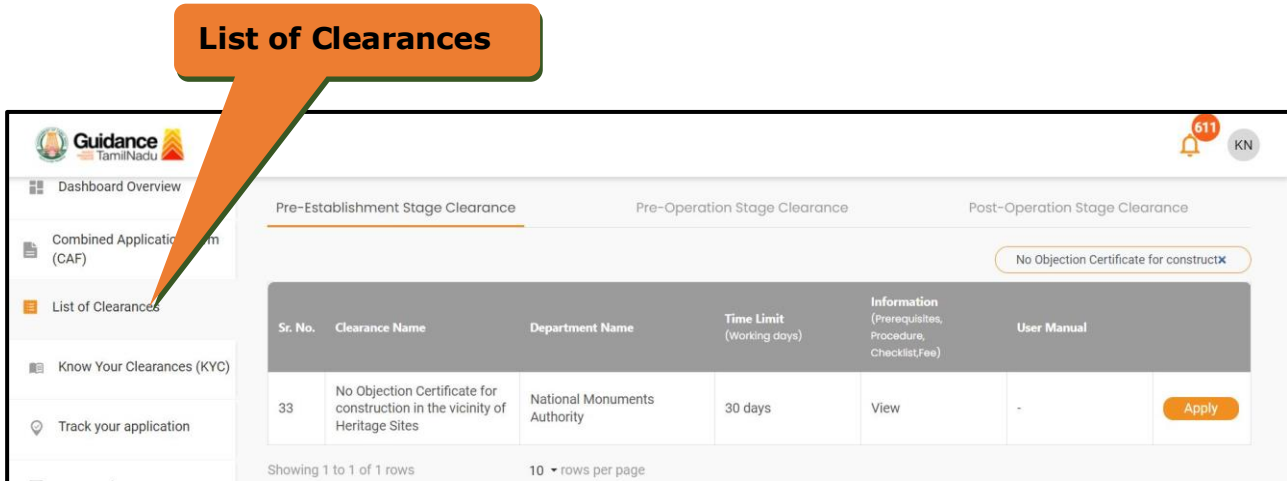 List of Clearances
Guidance
TamilNadu
611
KN
Dashboard Overview
Combined Application
(CAF)
List of Clearances
Know Your Clearances (KYC)
Track your application
Pre-Establishment Stage Clearance
Pre-Operation Stage Clearance
Post-Operation Stage Clearance
No Objection Certificate for construct×
Sr. No.
Clearance Name
Department Name
Time Limit
(Working days)
Information
(Prerequisites,
Procedure,
Checklist,Fee)
User Manual
33
No Objection Certificate for
construction in the vicinity of
Heritage Sites
National Monuments
Authority
30 days
View
-
Apply
Showing 1 to 1 of 1 rows
10 rows per page